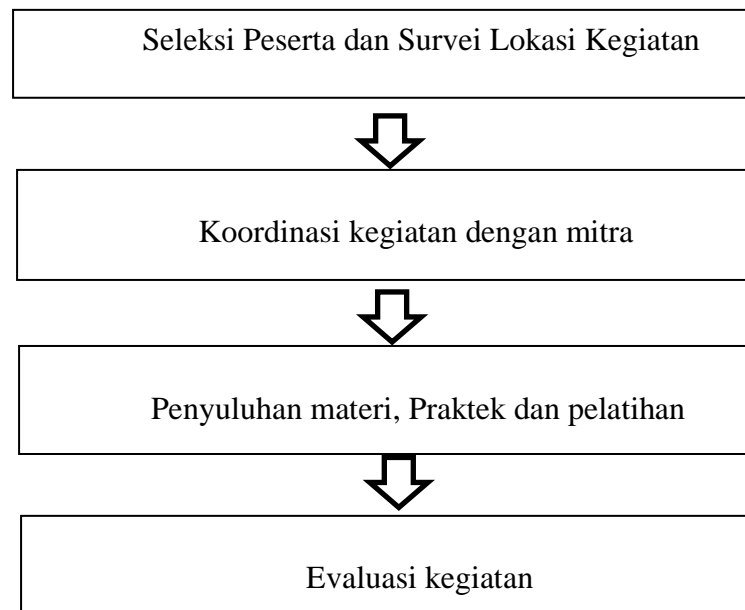 Seleksi Peserta dan Survei Lokasi Kegiatan
Koordinasi kegiatan dengan mitra
Penyuluhan materi, Praktek dan pelatihan
Evaluasi kegiatan